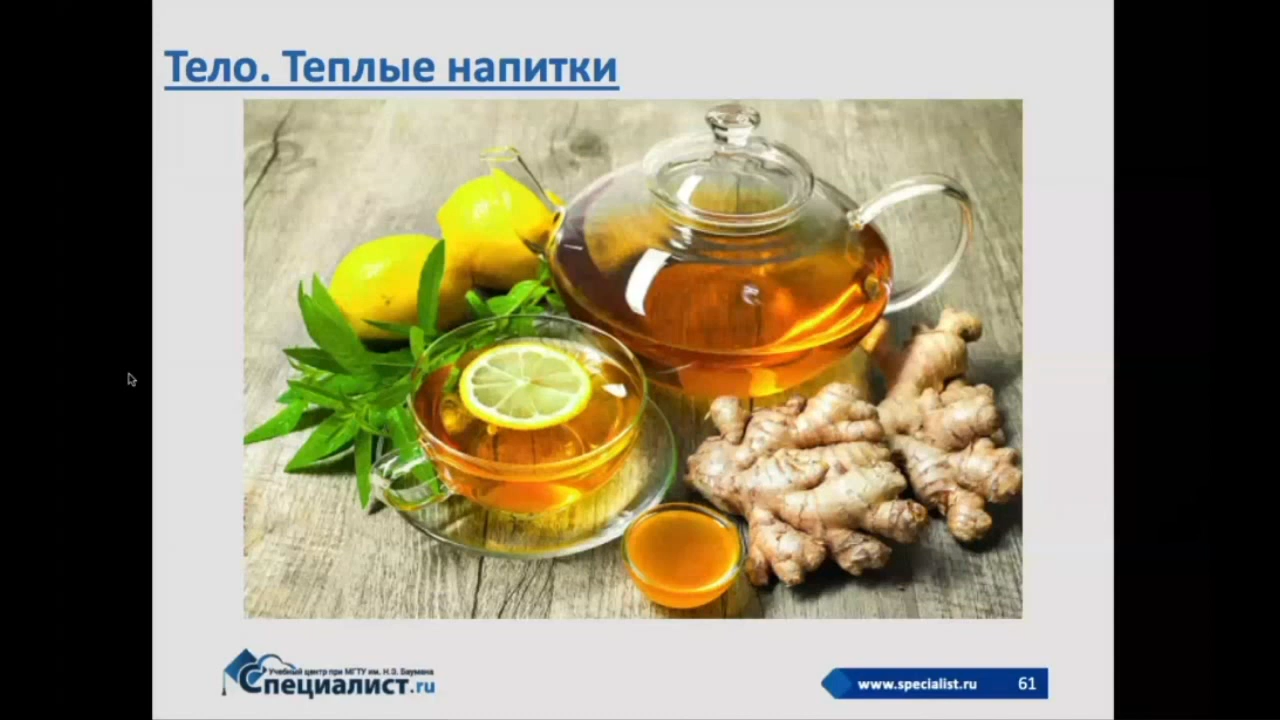 Тело. Теплые напитки
Учебный центр при МГТУ им. Н.Э. Баумана
Специалист.ru
www.specialist.ru 61